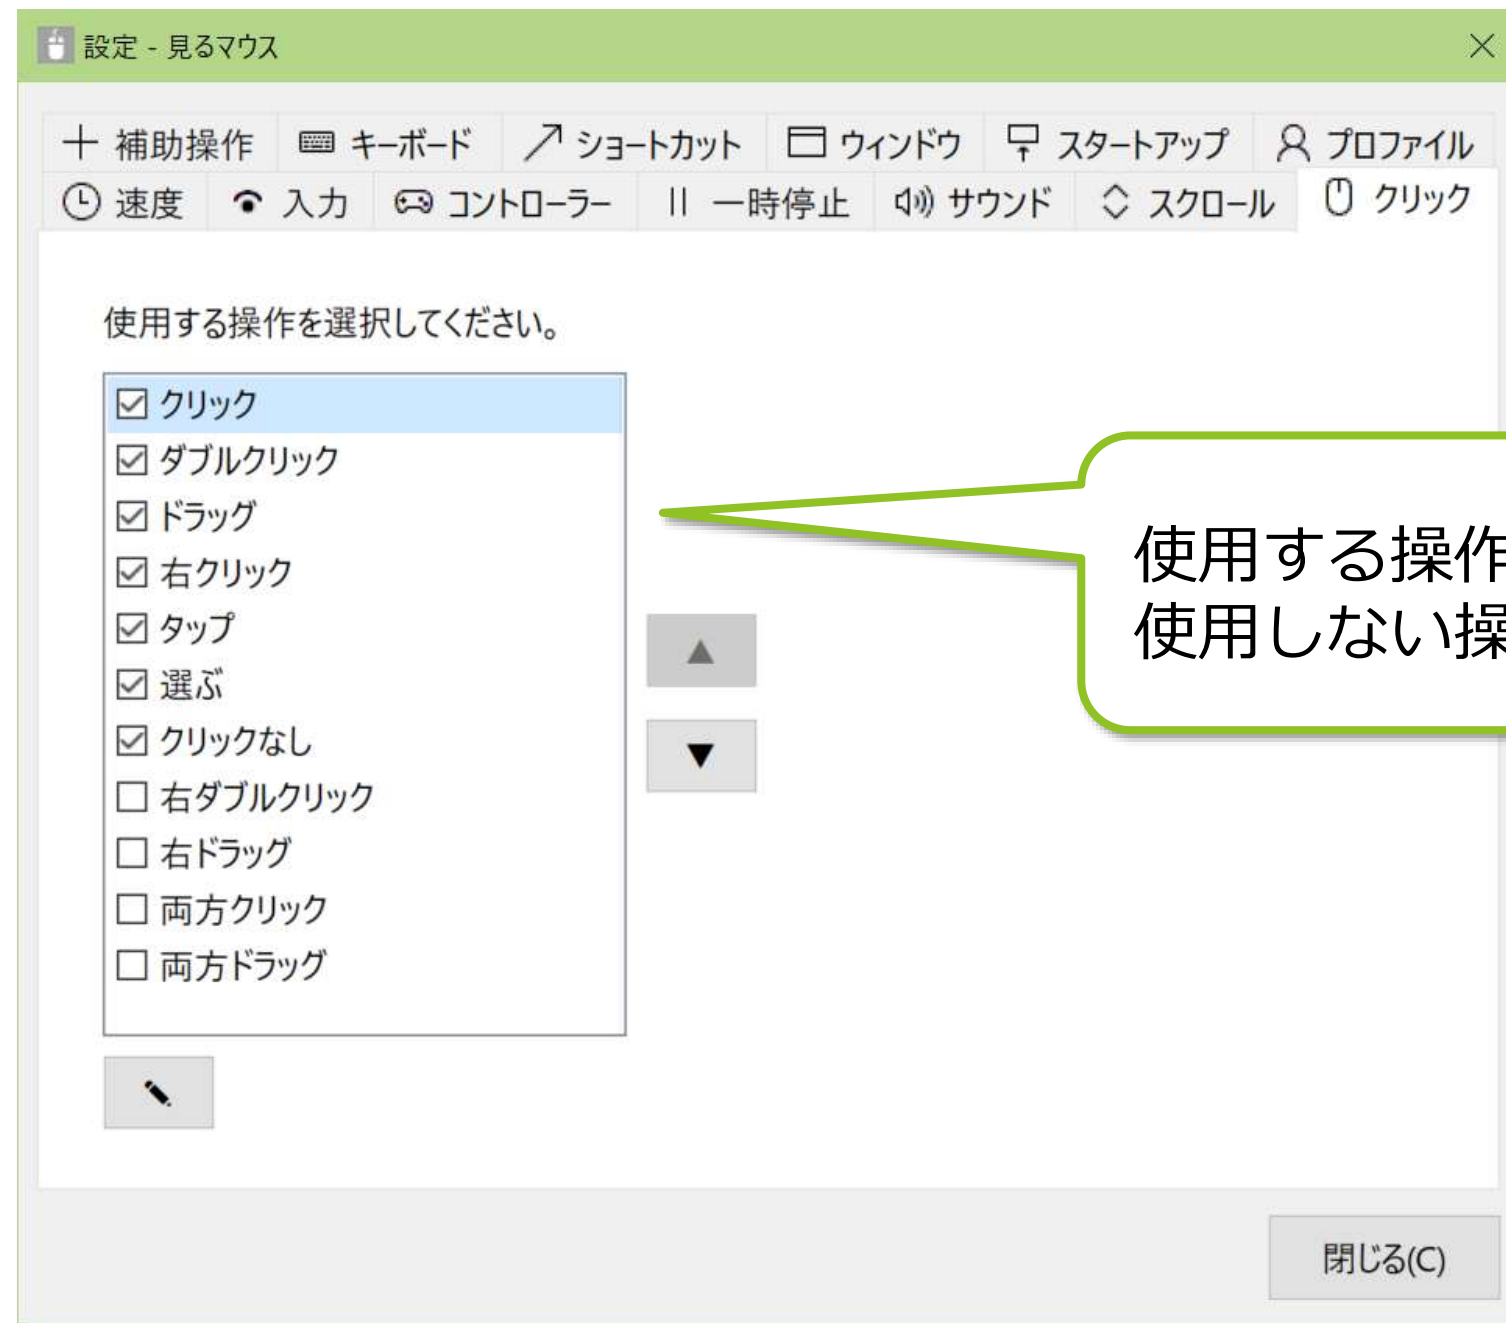 設定 - 見るマウス
補助操作 キーボード ショートカット ウィンドウ スタートアップ プロファイル
速度 入力 コントローラー 一時停止 サウンド スクロール クリック
使用する操作を選択してください。
クリック
ダブルクリック
ドラッグ
右クリック
タップ
選ぶ
クリックなし
右ダブルクリック
右ドラッグ
両方クリック
両方ドラッグ
使用する操作
使用しない操
閉じる(C)